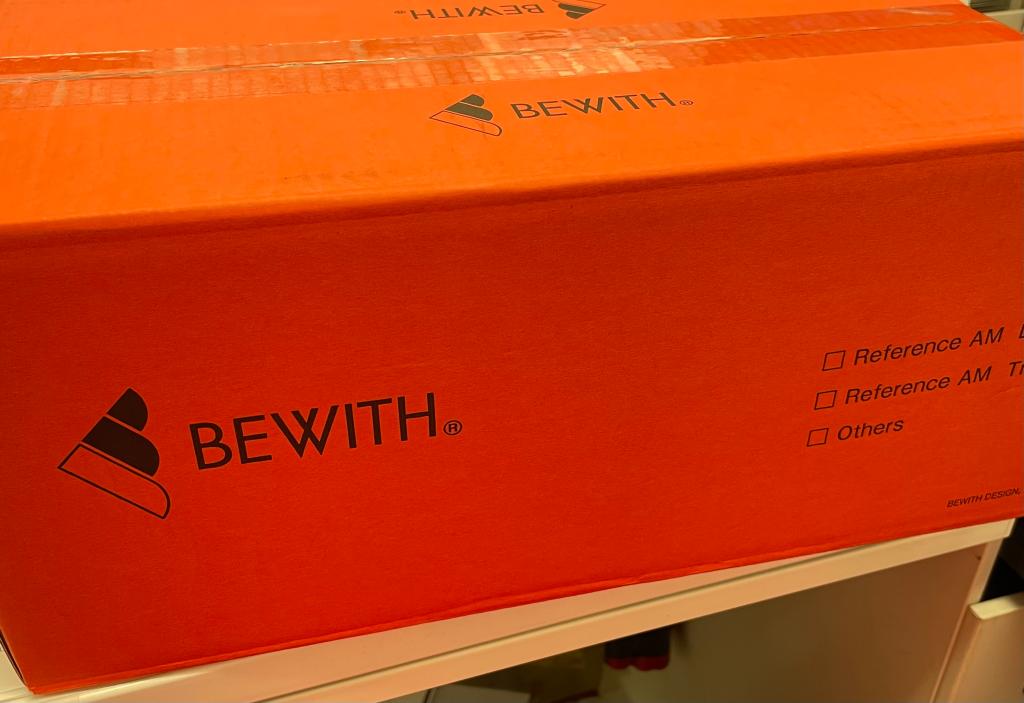 BEWITH®
BEWITH®
BEWITH®
Reference AM
Reference AM
Others
BEWITH DESIGN,